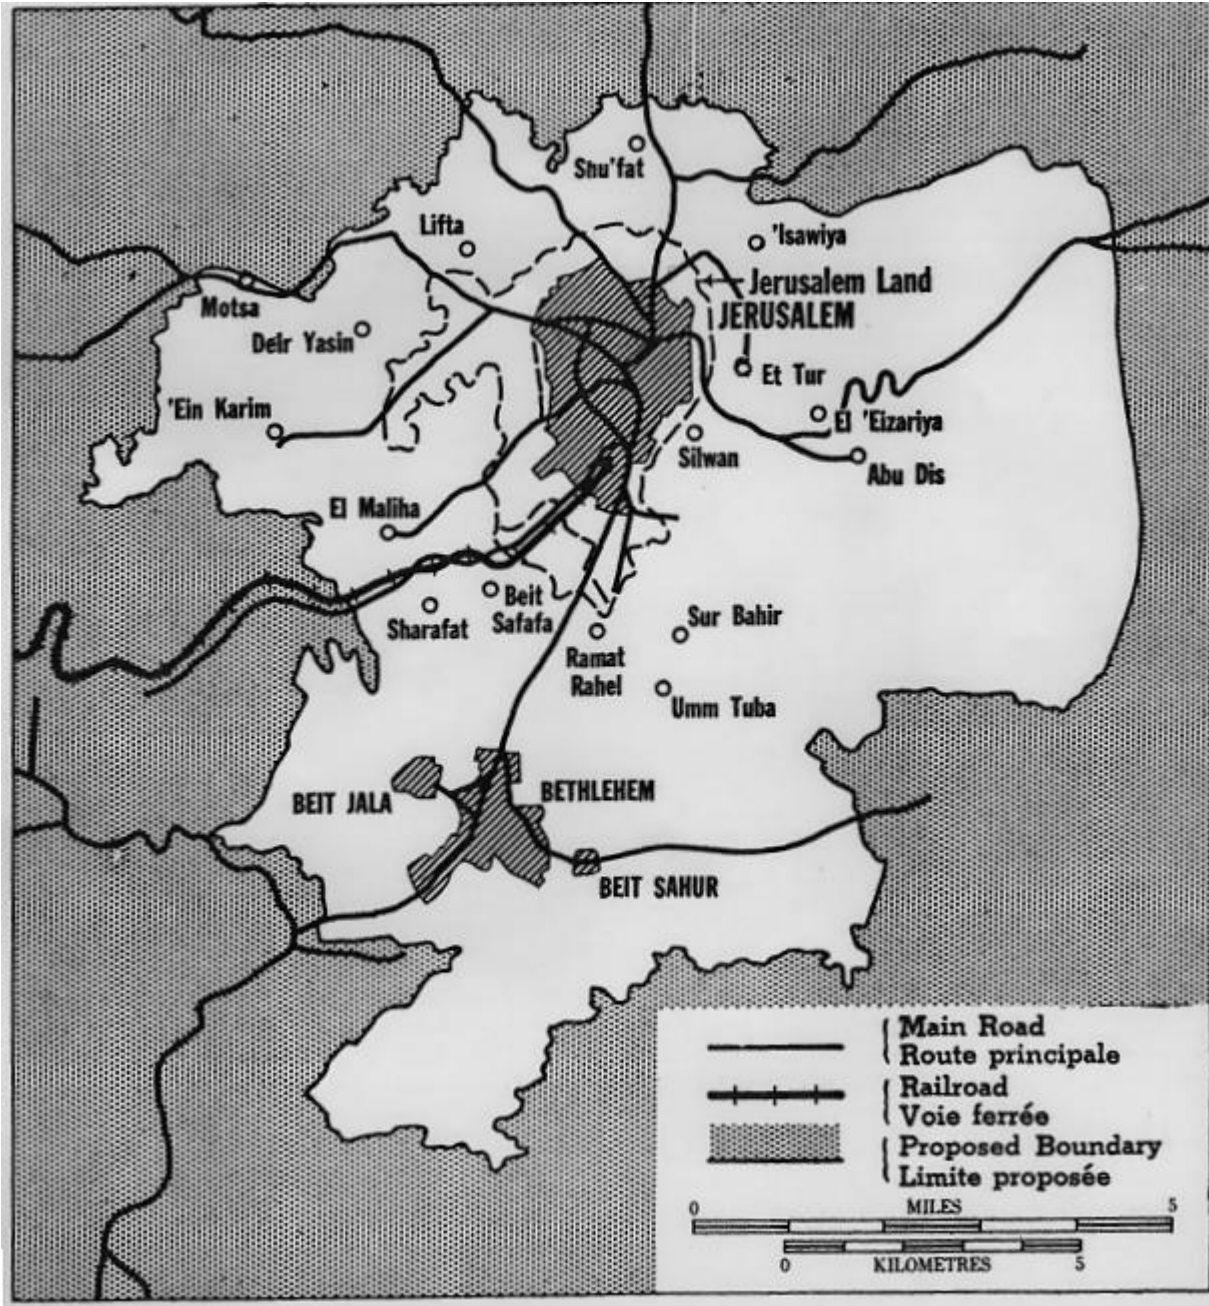 Shu'fat
Lifta
'Isawiya
Jerusalem Land
JERUSALEM
Motsa
Deir Yasin
Et Tur
'Ein Karim
El 'Eizariya
Silwan
Abu Dis
El Maliha
Beit
Safafa
Sharafat
Sur Bahir
Ramat
Rahel
Umm Tuba
BEIT JALA
BETHLEHEM
BEIT SAHUR
Main Road
Route principale
Railroad
Voie ferrée
Proposed Boundary
Limite proposée
0 MILES 5
0 KILOMETRES 5